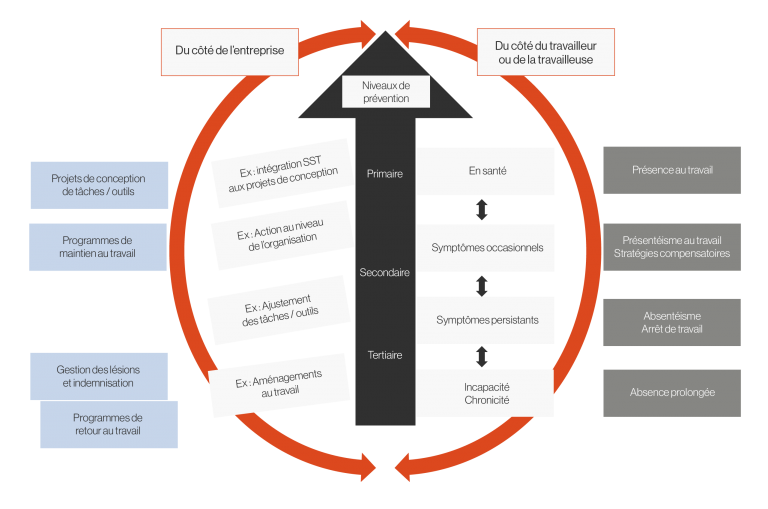 Du côté de l'entreprise
Du côté du travailleur
ou de la travailleuse
Niveaux de
prévention
Projets de conception
de tâches / outils
Ex : intégration SST
aux projets de conception
Primaire
En santé
Présence au travail
Programmes de
maintien au travail
Ex : Action au niveau
de l'organisation
Symptômes occasionnels
Présentéisme au travail
Stratégies compensatoires
Secondaire
Ex : Ajustement
des tâches / outils
Symptômes persistants
Absentéisme
Arrêt de travail
Tertiaire
Gestion des lésions
et indemnisation
Ex : Aménagements
au travail
Incapacité
Chronicité
Absence prolongée
Programmes de
retour au travail